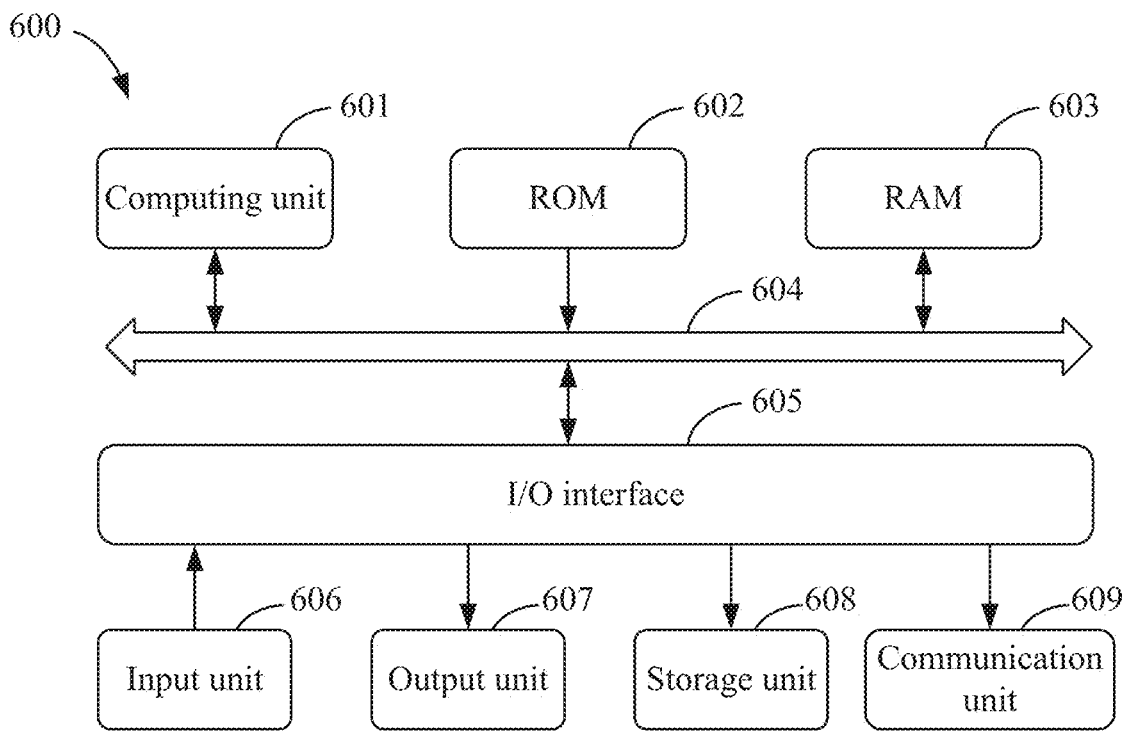 600
601
602
603
Computing unit
ROM
RAM
604
605
I/O interface
606
607
608
609
Input unit
Output unit
Storage unit
Communication
unit